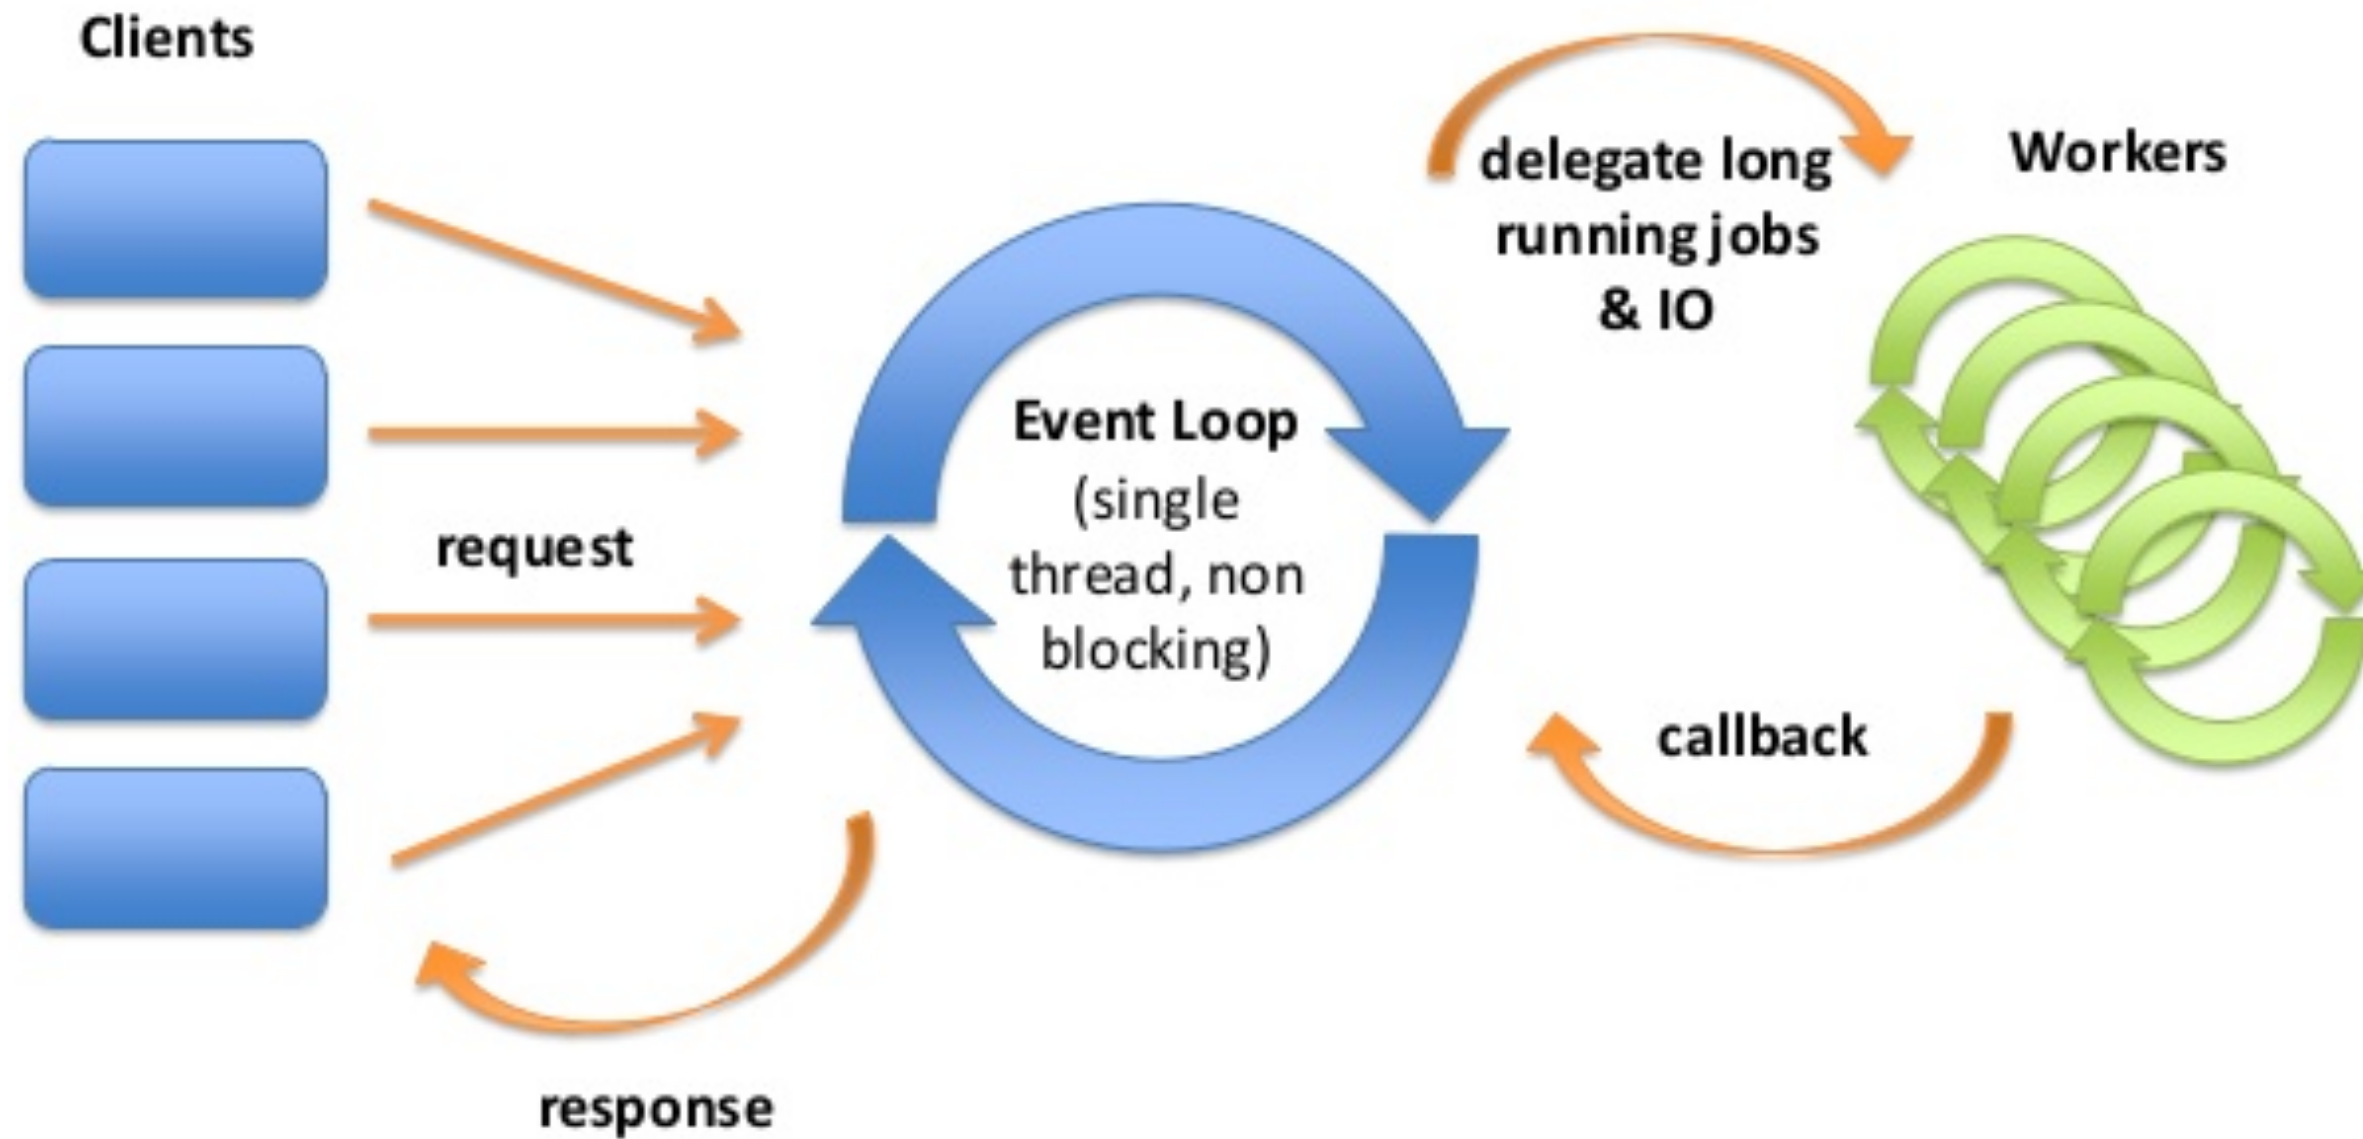 Clients
request
response
Event Loop
(single
thread, non
blocking)
delegate long
running jobs
& IO
Workers
callback